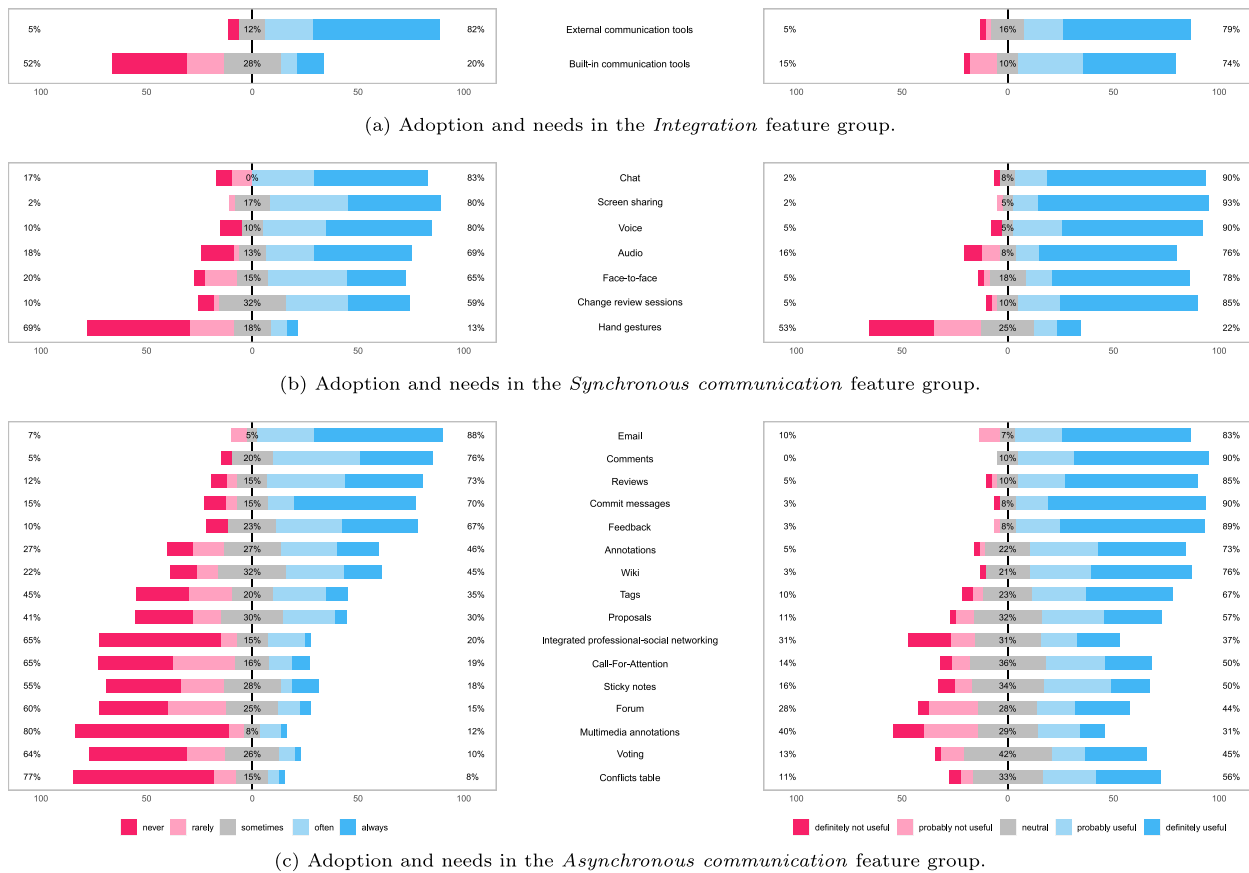 5% 12% 82% External communication tools 5% 16% 79%
52% 28% 20% Built-in communication tools 15% 10% 74%
100 50 0 50 100 100 50 0 50 100
(a) Adoption and needs in the Integration feature group.
17% 0% 83% Chat 2% 8% 90%
2% 17% 80% Screen sharing 2% 5% 93%
10% 10% 80% Voice 5% 5% 90%
18% 13% 69% Audio 16% 8% 76%
20% 15% 65% Face-to-face 5% 18% 78%
10% 32% 59% Change review sessions 5% 10% 85%
69% 18% 13% Hand gestures 53% 25% 22%
100 50 0 50 100 100 50 0 50 100
(b) Adoption and needs in the Synchronous communication feature group.
7% 5% 88% Email 10% 7% 83%
5% 20% 76% Comments 0% 10% 90%
12% 15% 73% Reviews 5% 10% 85%
15% 15% 70% Commit messages 3% 8% 90%
10% 23% 67% Feedback 3% 8% 89%
27% 27% 46% Annotations 5% 22% 73%
22% 32% 45% Wiki 3% 21% 76%
45% 20% 35% Tags 10% 23% 67%
41% 30% 30% Proposals 11% 32% 57%
65% 15% 20% Integrated professional-social networking 31% 31% 37%
65% 16% 19% Call-For-Attention 14% 36% 50%
55% 28% 18% Sticky notes 16% 34% 50%
60% 25% 15% Forum 28% 28% 44%
80% 8% 12% Multimedia annotations 40% 29% 31%
64% 26% 10% Voting 13% 42% 45%
77% 15% 8% Conflicts table 11% 33% 56%
100 50 0 50 100 100 50 0 50 100
never rarely sometimes often always definitely not useful probably not useful neutral probably useful definitely useful
(c) Adoption and needs in the Asynchronous communication feature group.